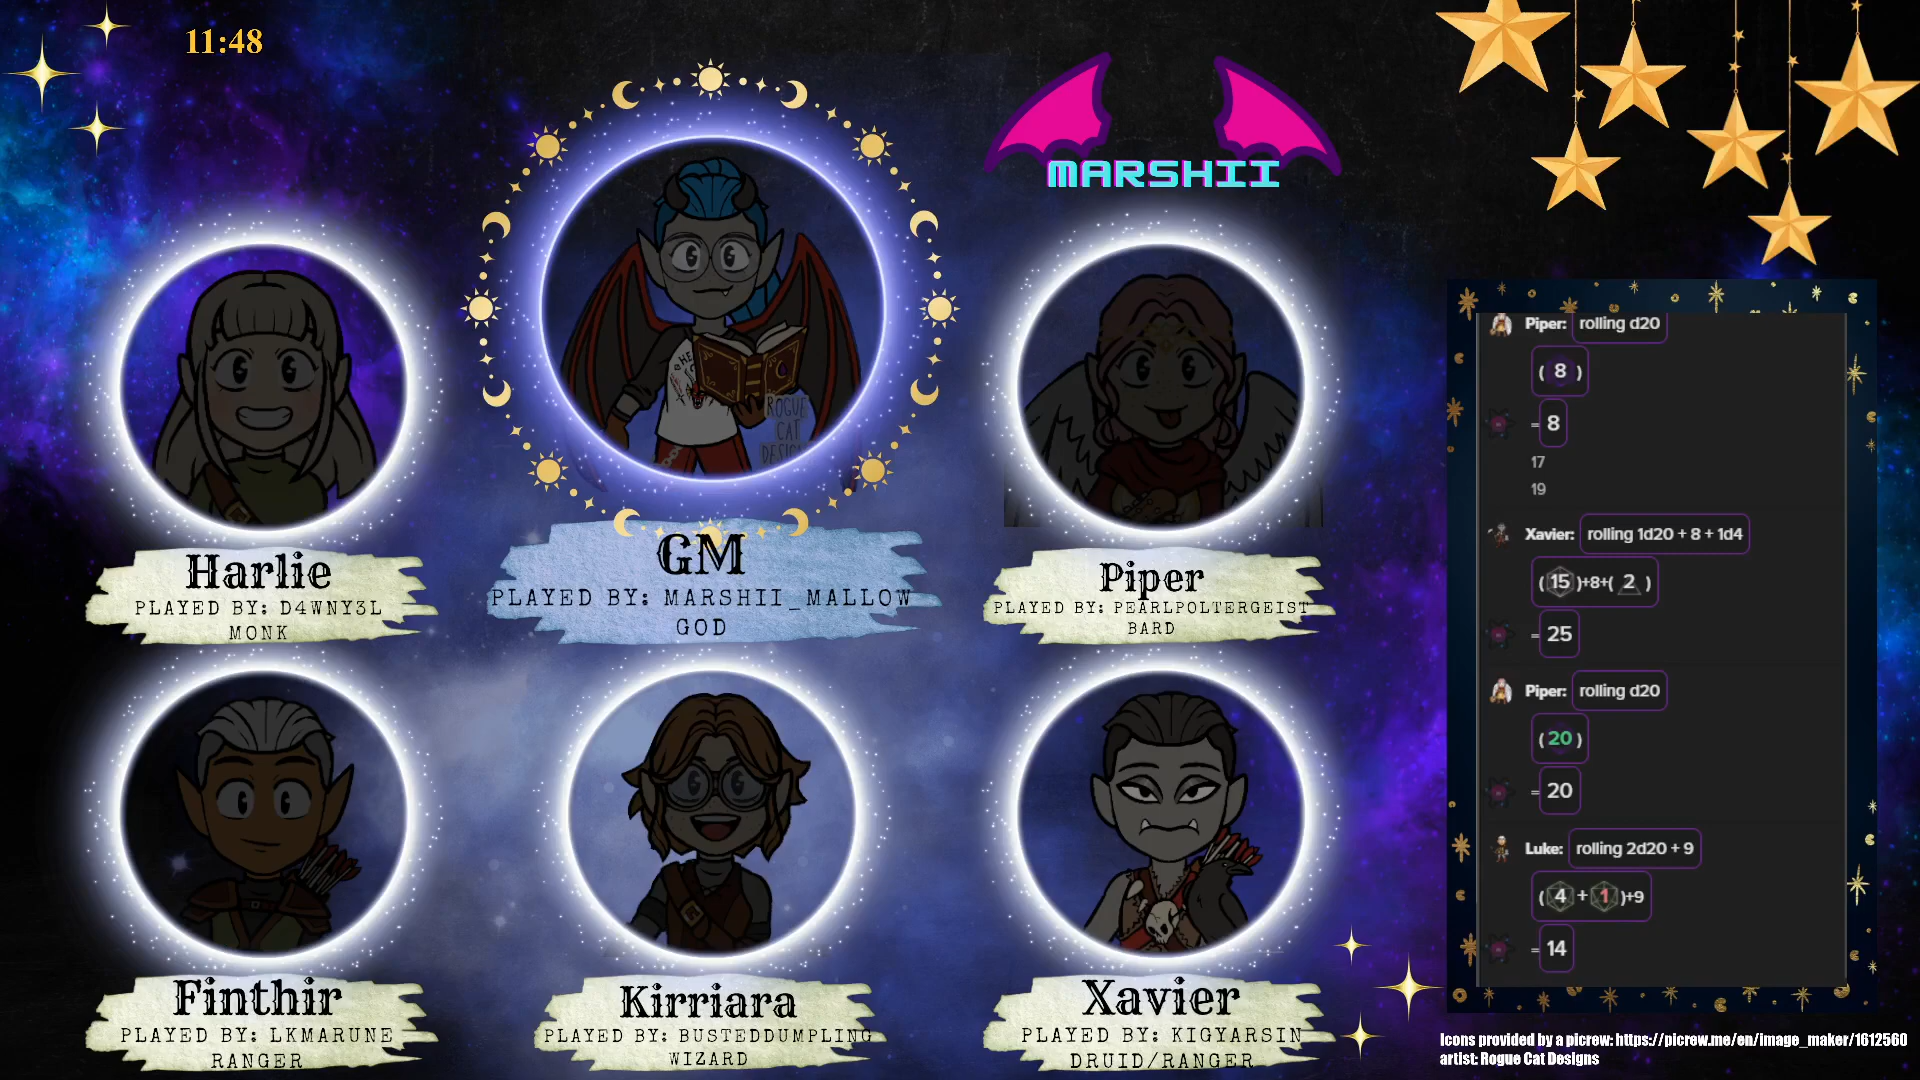 11:48
MARSHII
ROGUE
CAT
Harlie
PLAYED BY: D4WNY3L
MONK
GM
PLAYED BY: MARSHII_MALLOW
GOD
Piper
PLAYED BY: PEARLPOLTERGEIST
BARD
Finthir
PLAYED BY: LKMARUNE
RANGER
Kirriara
PLAYED BY: BUSTEDDUMPLING
WIZARD
Xavier
PLAYED BY: KIGYARSIN
DRUID/RANGER
Piper: rolling d20
( 8 )
= 8
17
19
Xavier: rolling 1d20 + 8 + 1d4
( 15 )+8+( 2 )
= 25
Piper: rolling d20
( 20 )
= 20
Luke: rolling 2d20 + 9
( 4 + 1 )+9
= 14
Icons provided by a picrew: https://picrew.me/en/image_maker/1612560
artist: Rogue Cat Designs